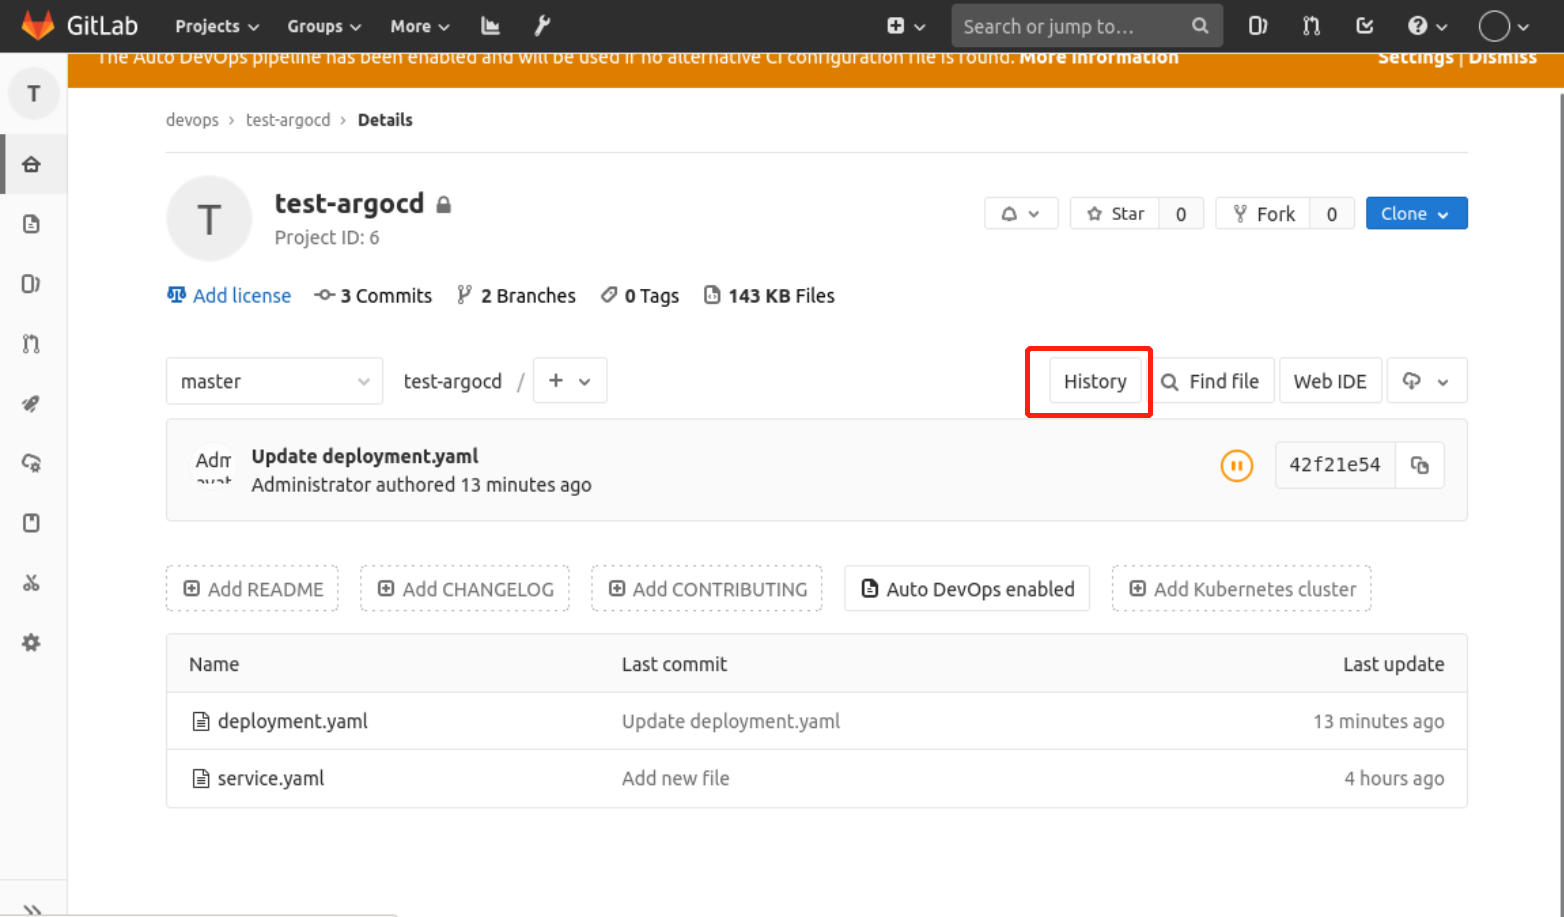 GitLab Projects Groups More Search or jump to...
The Auto DevOps pipeline has been enabled and will be used if no alternative CI configuration file is found. More information Settings | Dismiss
T
devops › test-argocd › Details
T
test-argocd
Project ID: 6
Star 0 Fork 0 Clone
Add license 3 Commits 2 Branches 0 Tags 143 KB Files
master test-argocd / + History Find file Web IDE
Adm
Update deployment.yaml
Administrator authored 13 minutes ago
42f21e54
Add README Add CHANGELOG Add CONTRIBUTING Auto DevOps enabled Add Kubernetes cluster
Name Last commit Last update
deployment.yaml Update deployment.yaml 13 minutes ago
service.yaml Add new file 4 hours ago